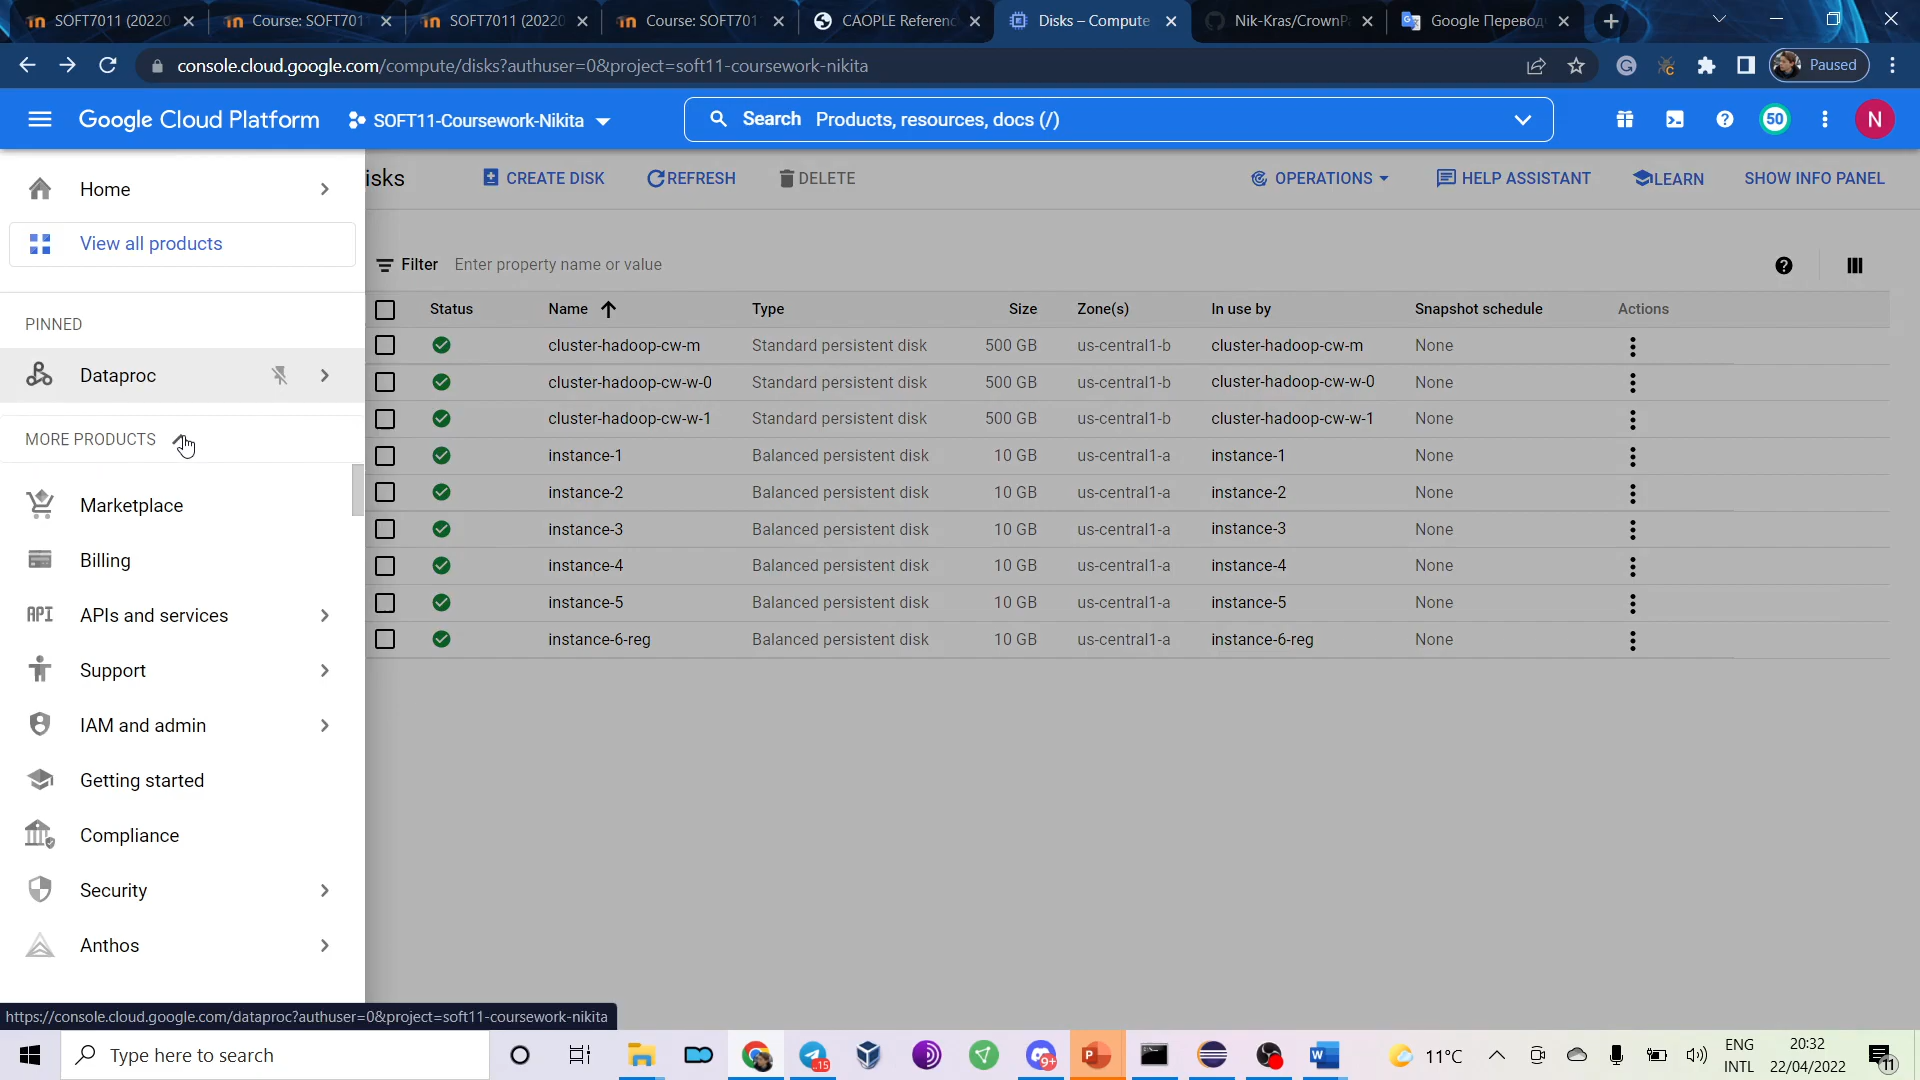 SOFT7011 (20220
Course: SOFT701
SOFT7011 (20220
Course: SOFT701
CAOPLE Referenc
Disks – Compute
Nik-Kras/CrownP
Google Перевод
console.cloud.google.com/compute/disks?authuser=0&project=soft11-coursework-nikita
Paused
Google Cloud Platform
SOFT11-Coursework-Nikita
Search Products, resources, docs (/)
50
N
Home
isks
CREATE DISK
REFRESH
DELETE
OPERATIONS
HELP ASSISTANT
LEARN
SHOW INFO PANEL
View all products
Filter Enter property name or value
PINNED
Dataproc
MORE PRODUCTS
Marketplace
Billing
API APIs and services
Support
IAM and admin
Getting started
Compliance
Security
Anthos
Status Name Type Size Zone(s) In use by Snapshot schedule Actions
cluster-hadoop-cw-m Standard persistent disk 500 GB us-central1-b cluster-hadoop-cw-m None
cluster-hadoop-cw-w-0 Standard persistent disk 500 GB us-central1-b cluster-hadoop-cw-w-0 None
cluster-hadoop-cw-w-1 Standard persistent disk 500 GB us-central1-b cluster-hadoop-cw-w-1 None
instance-1 Balanced persistent disk 10 GB us-central1-a instance-1 None
instance-2 Balanced persistent disk 10 GB us-central1-a instance-2 None
instance-3 Balanced persistent disk 10 GB us-central1-a instance-3 None
instance-4 Balanced persistent disk 10 GB us-central1-a instance-4 None
instance-5 Balanced persistent disk 10 GB us-central1-a instance-5 None
instance-6-reg Balanced persistent disk 10 GB us-central1-a instance-6-reg None
https://console.cloud.google.com/dataproc?authuser=0&project=soft11-coursework-nikita
Type here to search
..15
9+
P
W
11°C
ENG
INTL
20:32
22/04/2022
11